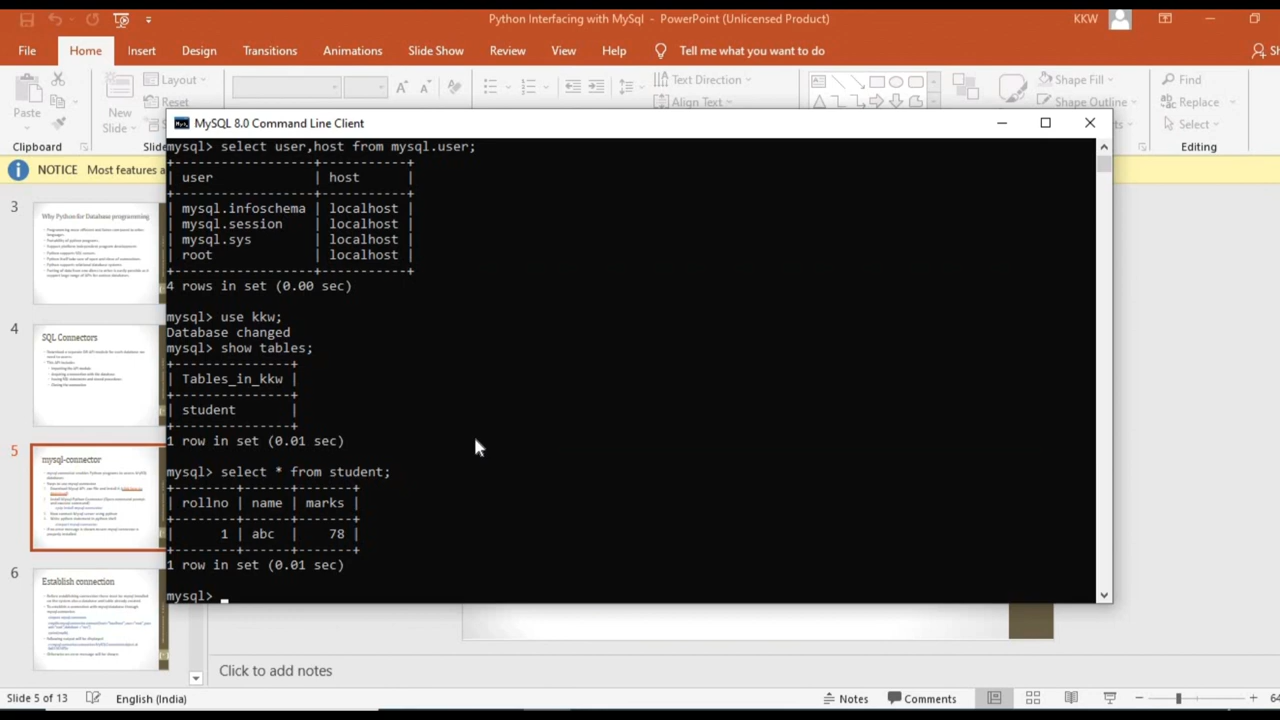 Python Interfacing with MySql - PowerPoint (Unlicensed Product)
KKW
File Home Insert Design Transitions Animations Slide Show Review View Help Tell me what you want to do
Paste
Clipboard
New
Slide
Layout
Reset
Text Direction
Align Text
Shape Fill
Shape Outline
Find
Replace
Select
Editing
NOTICE Most features a
MySQL 8.0 Command Line Client
mysql> select user,host from mysql.user;
| user | host |
| mysql.infoschema | localhost |
| mysql.session | localhost |
| mysql.sys | localhost |
| root | localhost |
4 rows in set (0.00 sec)
mysql> use kkw;
Database changed
mysql> show tables;
| Tables_in_kkw |
| student |
1 row in set (0.01 sec)
mysql> select * from student;
| rollno | name | marks |
| 1 | abc | 78 |
1 row in set (0.01 sec)
mysql>
3
Why Python for Database programming
4
SQL Connectors
5
mysql-connector
6
Establish connection
Click to add notes
Slide 5 of 13
English (India)
Notes
Comments
64